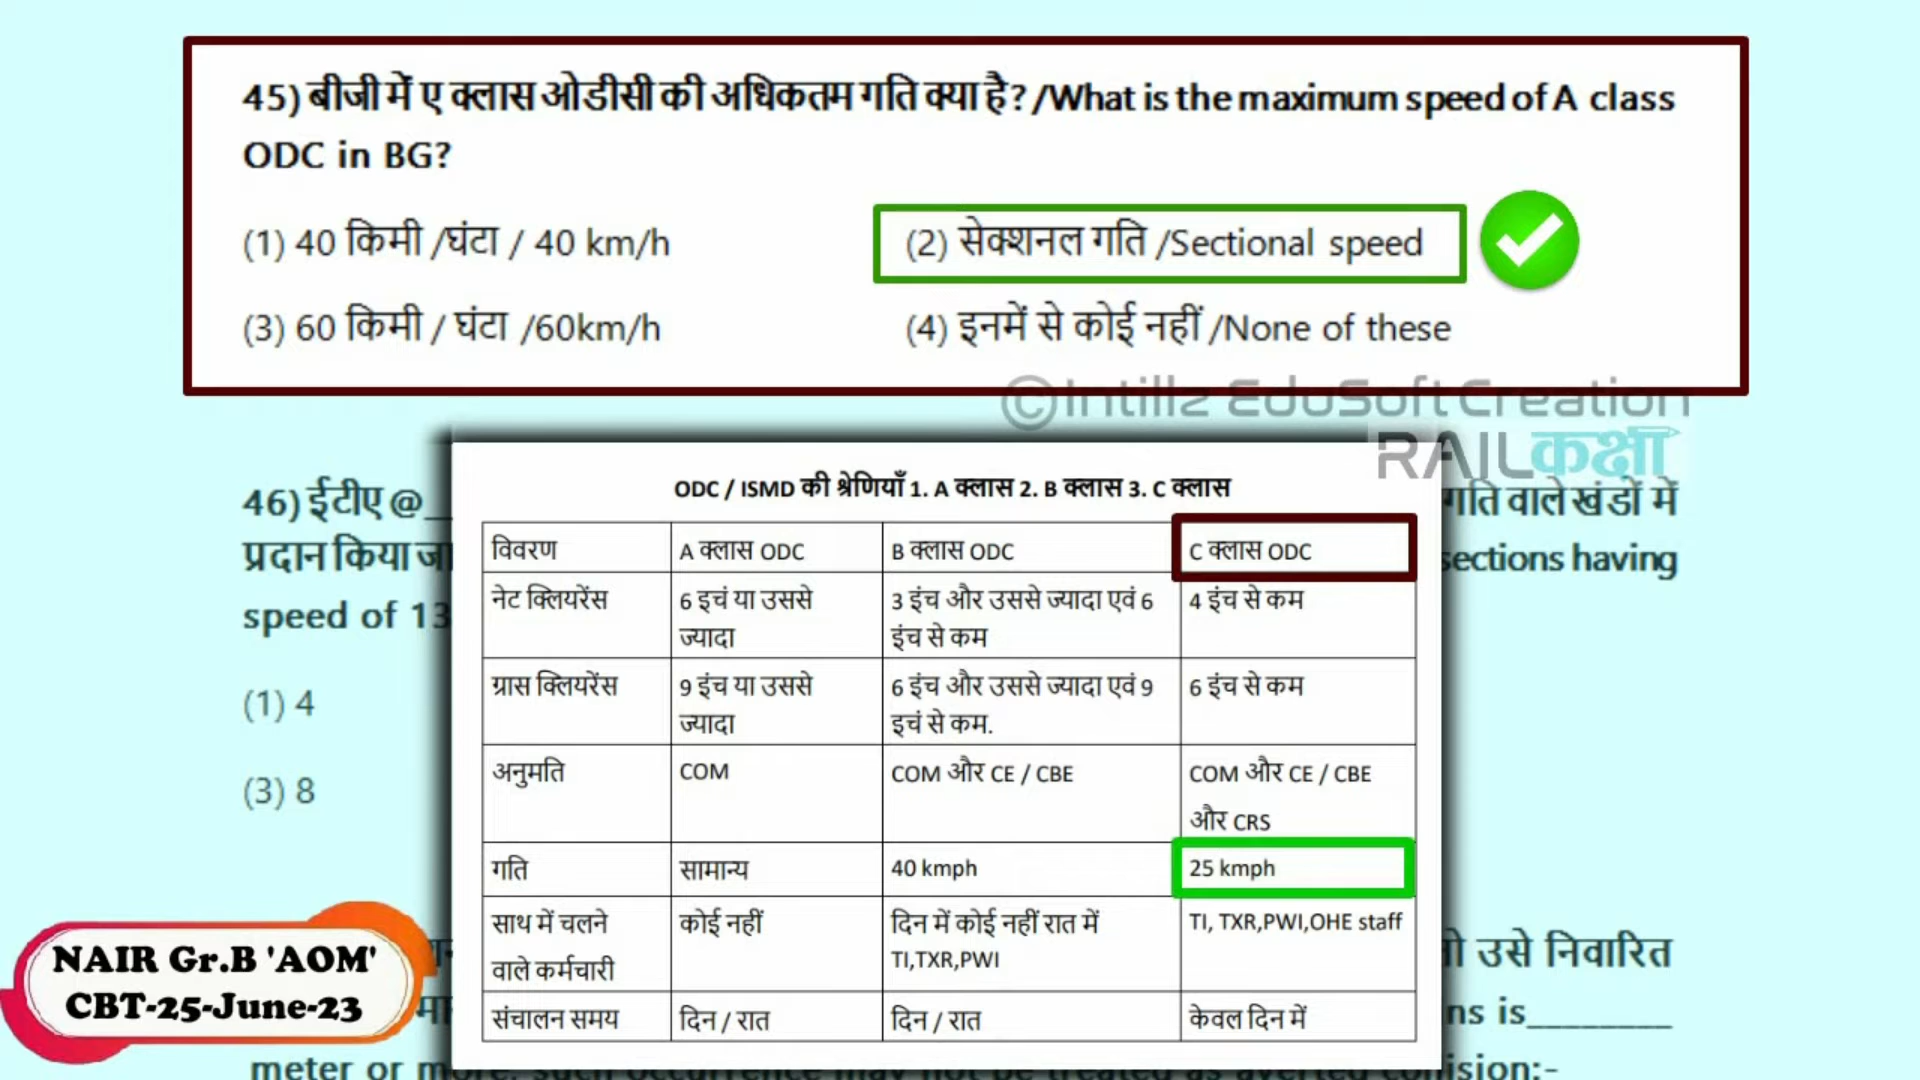 45) बीजी में ए क्लास ओडीसी की अधिकतम गति क्या है? /What is the maximum speed of A class
ODC in BG?
(1) 40 किमी /घंटा / 40 km/h
(2) सेक्शनल गति /Sectional speed
(3) 60 किमी / घंटा /60km/h
(4) इनमें से कोई नहीं /None of these
©Intillz EduSoft Creation
RAILकक्षा
46) ईटीए @_
गति वाले खंडों में
प्रदान किया जा
sections having
speed of 13
(1) 4
(3) 8
ODC / ISMD की श्रेणियाँ 1. A क्लास 2. B क्लास 3. C क्लास
विवरण
A क्लास ODC
B क्लास ODC
C क्लास ODC
नेट क्लियरेंस
6 इचं या उससे
ज्यादा
3 इंच और उससे ज्यादा एवं 6
इंच से कम
4 इंच से कम
ग्रास क्लियरेंस
9 इंच या उससे
ज्यादा
6 इंच और उससे ज्यादा एवं 9
इचं से कम.
6 इंच से कम
अनुमति
COM
COM और CE / CBE
COM और CE / CBE
और CRS
गति
सामान्य
40 kmph
25 kmph
साथ में चलने
वाले कर्मचारी
कोई नहीं
दिन में कोई नहीं रात में
TI,TXR,PWI
TI, TXR,PWI,OHE staff
संचालन समय
दिन / रात
दिन / रात
केवल दिन में
NAIR Gr.B 'AOM'
CBT-25-June-23
उसे निवारित
ns is________
meter or